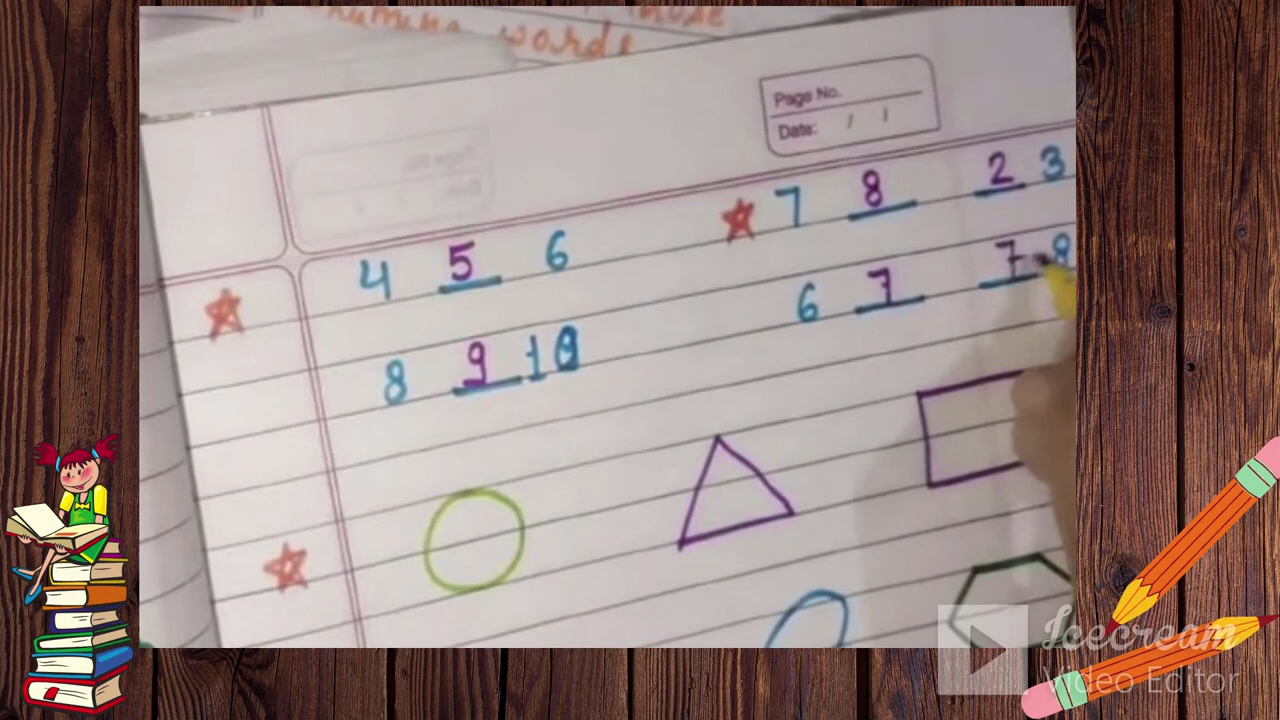 words
Page No.
Date: / /
4 5 6
7 8
2 3
8 9 10
6 7
7 8
Icecream
Video Editor